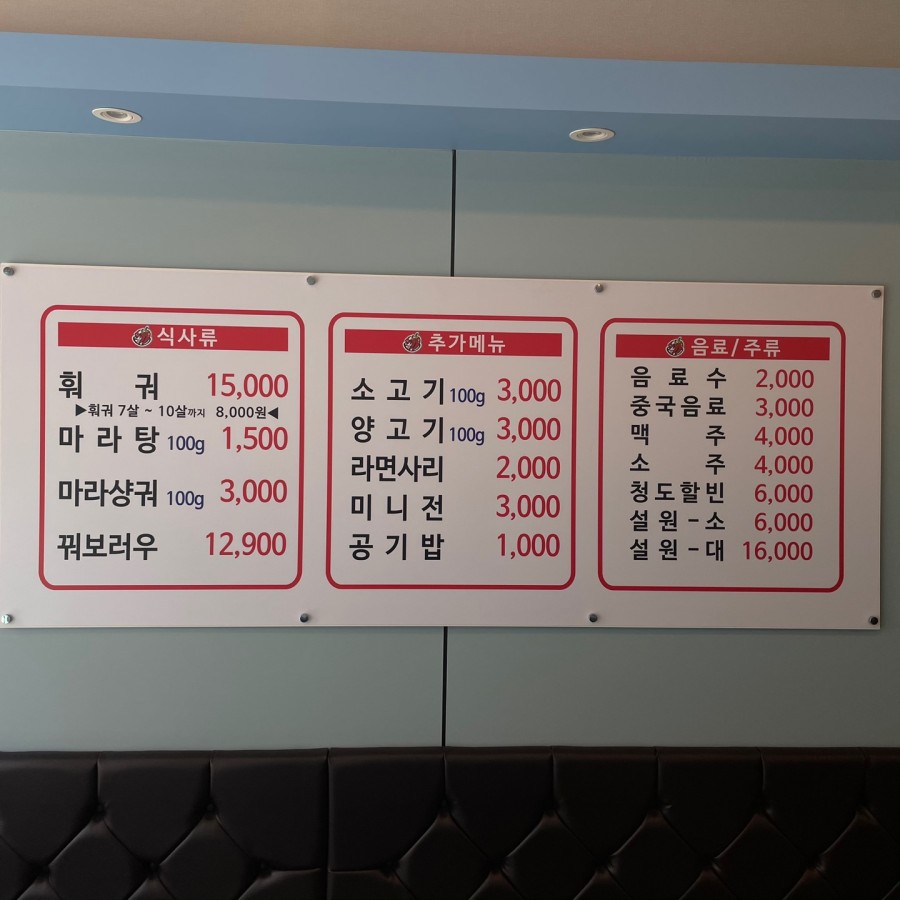 식사류
훠 궈 15,000
▶훠궈 7살 ~ 10살까지 8,000원◀
마 라 탕 100g 1,500
마라샹궈 100g 3,000
꿔보러우 12,900
추가메뉴
소 고 기 100g 3,000
양 고 기 100g 3,000
라면사리 2,000
미 니 전 3,000
공 기 밥 1,000
음료/주류
음 료 수 2,000
중국음료 3,000
맥 주 4,000
소 주 4,000
청도할빈 6,000
설 원 - 소 6,000
설 원 - 대 16,000